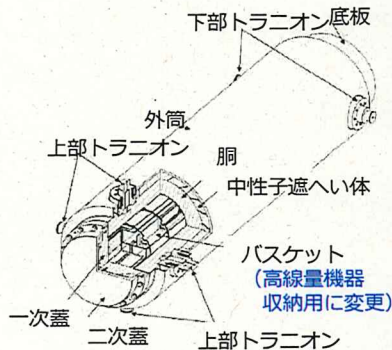 下部トラニオン
底板
外筒
上部トラニオン
胴
中性子遮へい体
バスケット
(高線量機器
収納用に変更)
一次蓋
二次蓋
上部トラニオン